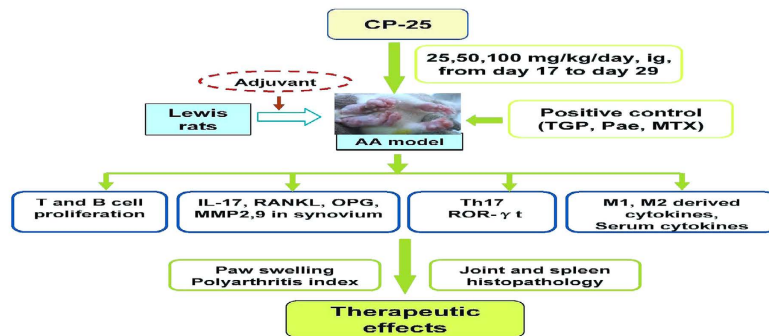 CP-25
25,50,100 mg/kg/day, ig,
from day 17 to day 29
Adjuvant
Lewis
rats
Positive control
(TGP, Pae, MTX)
AA model
T and B cell
proliferation
IL-17, RANKL, OPG,
MMP2,9 in synovium
Th17
ROR-γ t
M1, M2 derived
cytokines,
Serum cytokines
Paw swelling
Polyarthritis index
Joint and spleen
histopathology
Therapeutic
effects